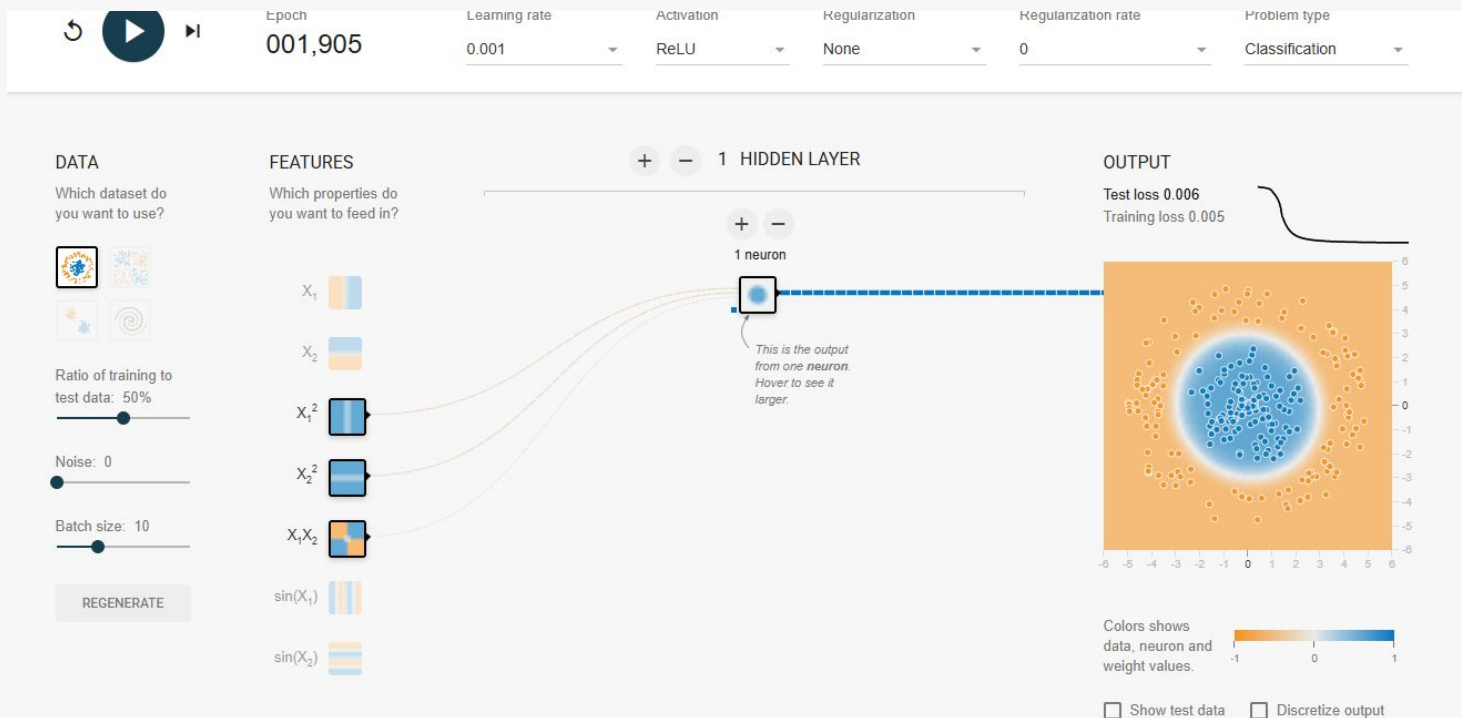 Epoch
Learning rate
Activation
Regularization
Regularization rate
Problem type
001,905
0.001
ReLU
None
0
Classification
DATA
Which dataset do
you want to use?
Ratio of training to
test data: 50%
Noise: 0
Batch size: 10
REGENERATE
FEATURES
Which properties do
you want to feed in?
X₁
X₂
X₁²
X₂²
X₁X₂
sin(X₁)
sin(X₂)
+ − 1 HIDDEN LAYER
+ −
1 neuron
This is the output
from one neuron.
Hover to see it
larger.
OUTPUT
Test loss 0.006
Training loss 0.005
6
5
4
3
2
1
0
-1
-2
-3
-4
-5
-6
-6 -5 -4 -3 -2 -1 0 1 2 3 4 5 6
Colors shows
data, neuron and
weight values.
-1 0 1
Show test data
Discretize output